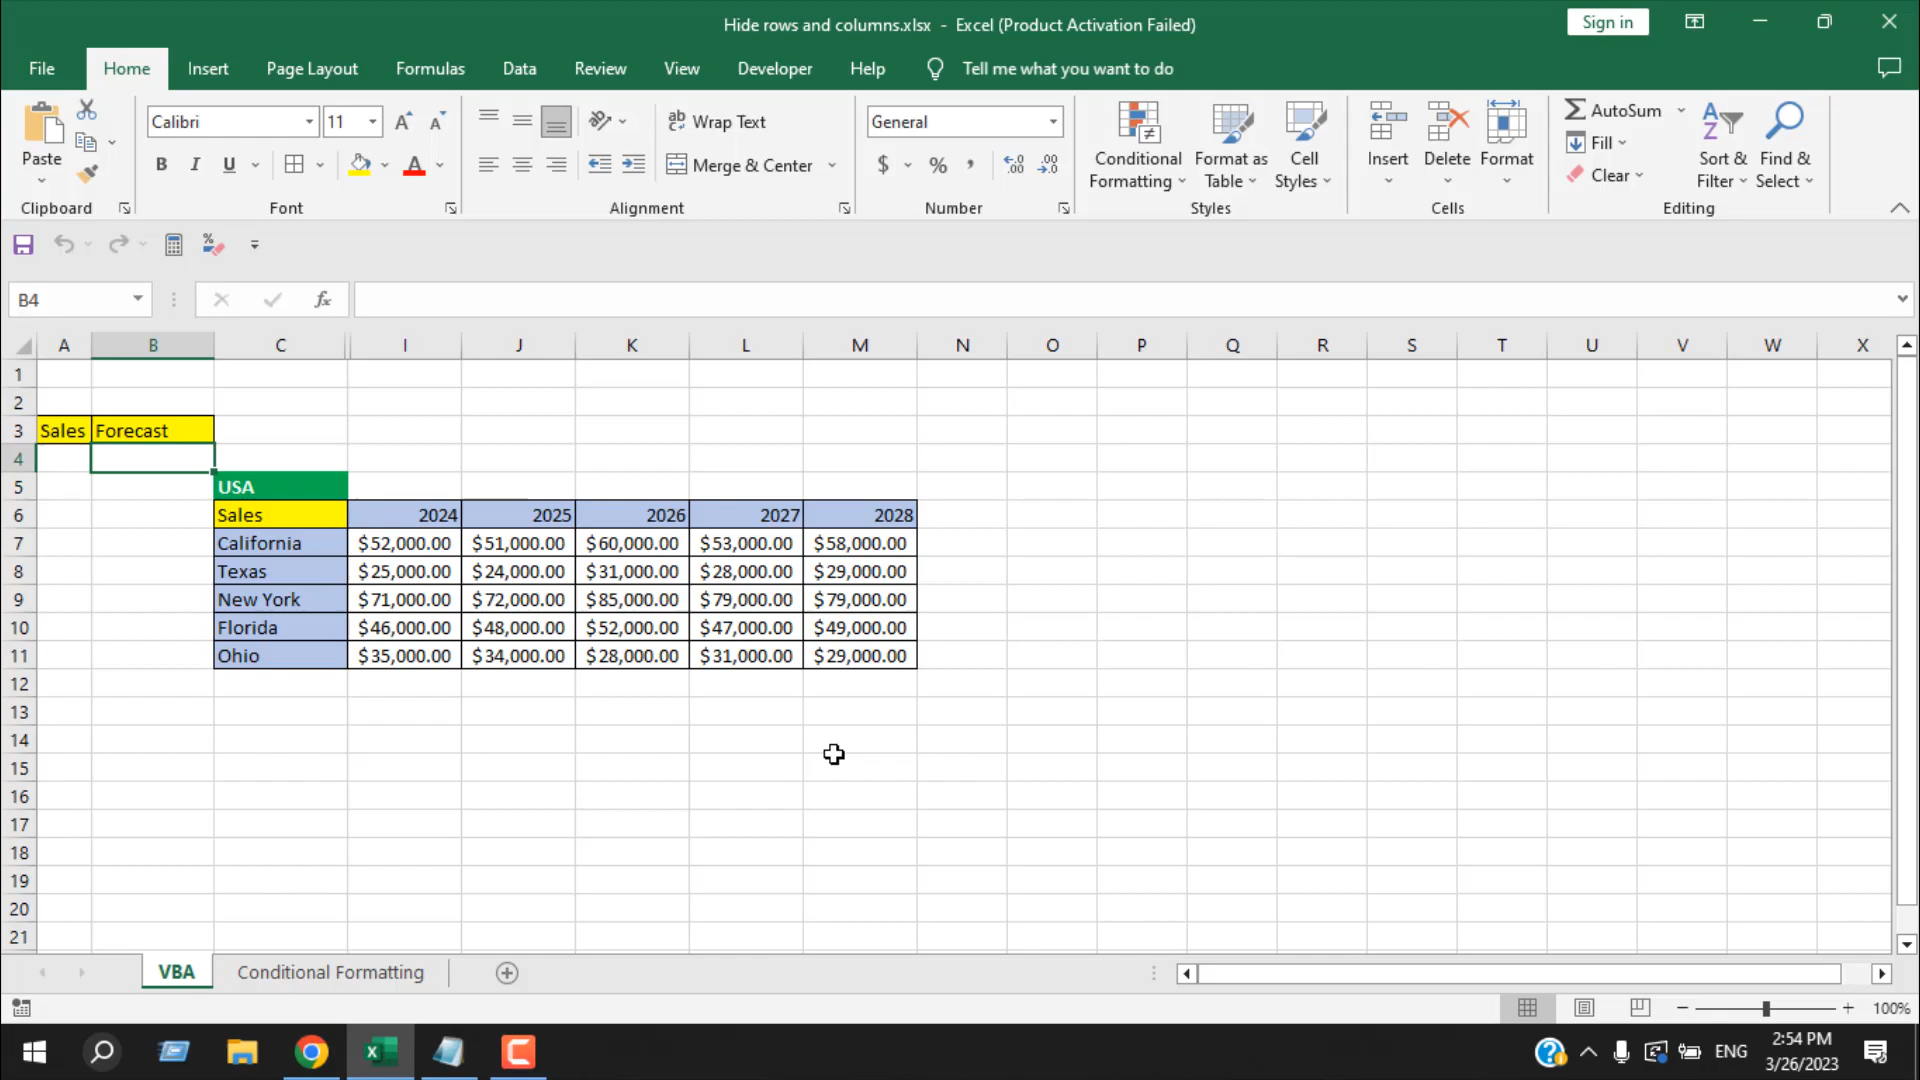 Hide rows and columns.xlsx - Excel (Product Activation Failed)
Sign in
File Home Insert Page Layout Formulas Data Review View Developer Help Tell me what you want to do
Paste
Clipboard
Calibri 11
B I U
Font
Wrap Text
Merge & Center
Alignment
General
$ % ,
Number
Conditional Formatting
Format as Table
Cell Styles
Styles
Insert Delete Format
Cells
AutoSum
Fill
Clear
Sort & Filter
Find & Select
Editing
B4
fx
A B C I J K L M N O P Q R S T U V W X
1
2
3 Sales Forecast
4
5 USA
6 Sales 2024 2025 2026 2027 2028
7 California $52,000.00 $51,000.00 $60,000.00 $53,000.00 $58,000.00
8 Texas $25,000.00 $24,000.00 $31,000.00 $28,000.00 $29,000.00
9 New York $71,000.00 $72,000.00 $85,000.00 $79,000.00 $79,000.00
10 Florida $46,000.00 $48,000.00 $52,000.00 $47,000.00 $49,000.00
11 Ohio $35,000.00 $34,000.00 $28,000.00 $31,000.00 $29,000.00
12
13
14
15
16
17
18
19
20
21
VBA Conditional Formatting
100%
ENG
2:54 PM
3/26/2023